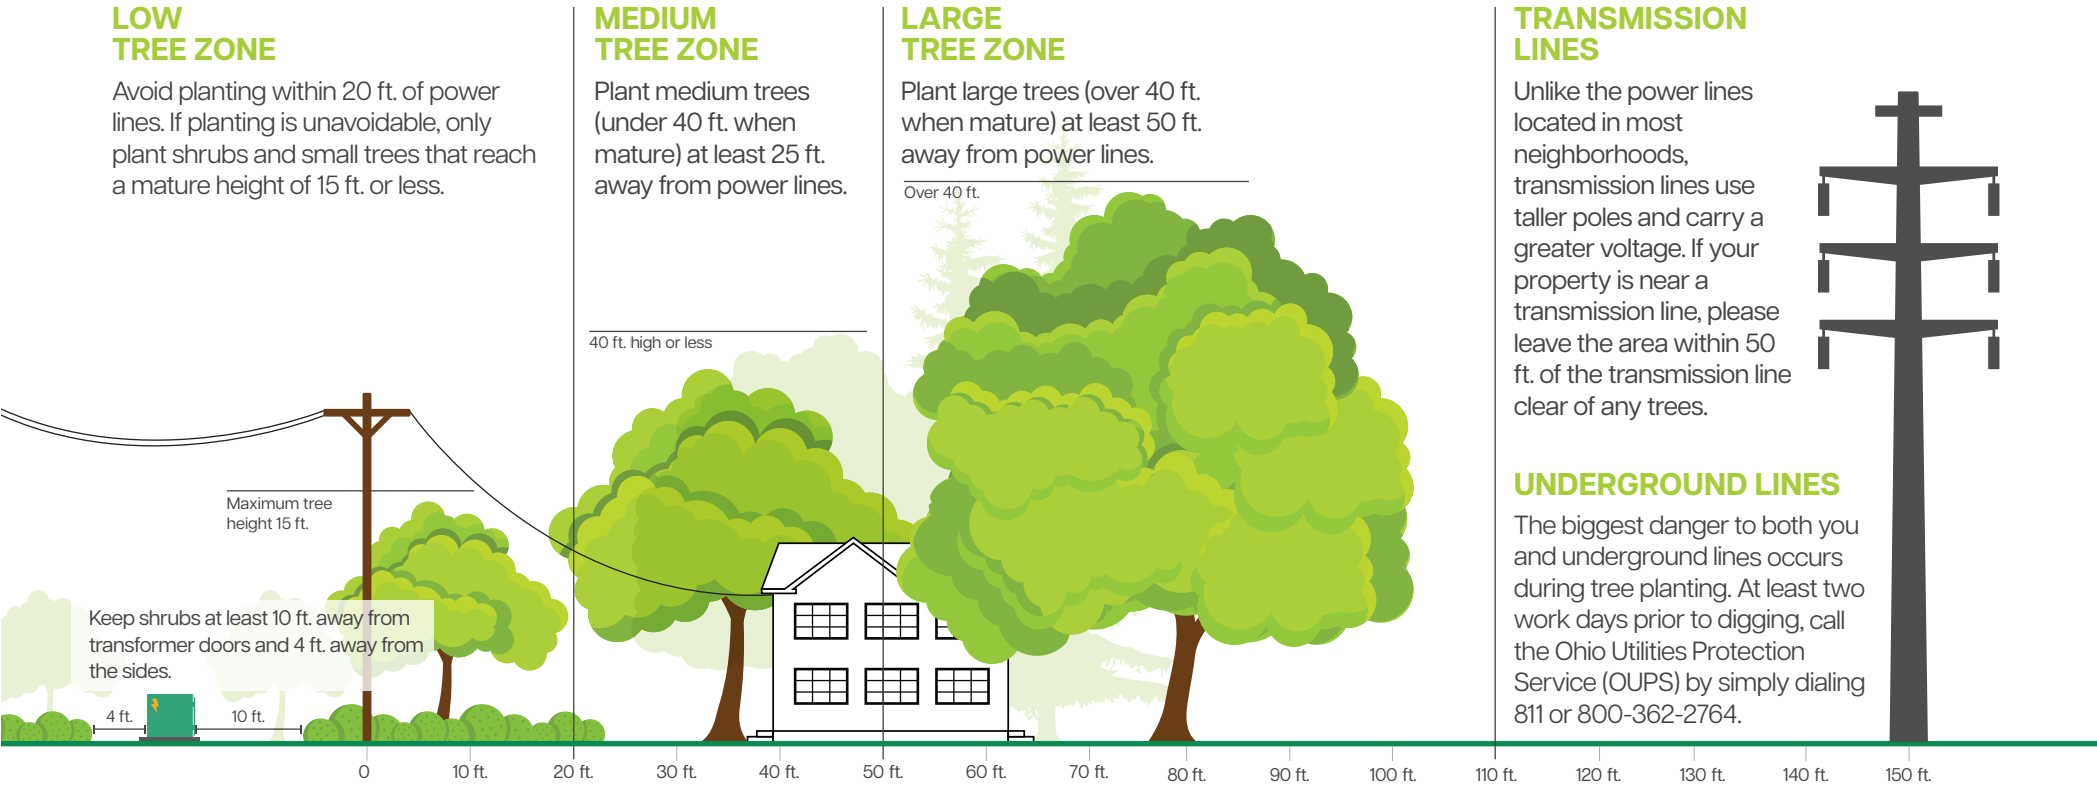 LOW
TREE ZONE
Avoid planting within 20 ft. of power
lines. If planting is unavoidable, only
plant shrubs and small trees that reach
a mature height of 15 ft. or less.
MEDIUM
TREE ZONE
Plant medium trees
(under 40 ft. when
mature) at least 25 ft.
away from power lines.
LARGE
TREE ZONE
Plant large trees (over 40 ft.
when mature) at least 50 ft.
away from power lines.
Over 40 ft.
40 ft. high or less
Maximum tree
height 15 ft.
Keep shrubs at least 10 ft. away from
transformer doors and 4 ft. away from
the sides.
4 ft.
10 ft.
TRANSMISSION
LINES
Unlike the power lines
located in most
neighborhoods,
transmission lines use
taller poles and carry a
greater voltage. If your
property is near a
transmission line, please
leave the area within 50
ft. of the transmission line
clear of any trees.
UNDERGROUND LINES
The biggest danger to both you
and underground lines occurs
during tree planting. At least two
work days prior to digging, call
the Ohio Utilities Protection
Service (OUPS) by simply dialing
811 or 800-362-2764.
0 10 ft. 20 ft. 30 ft. 40 ft. 50 ft. 60 ft. 70 ft. 80 ft. 90 ft. 100 ft. 110 ft. 120 ft. 130 ft. 140 ft. 150 ft.